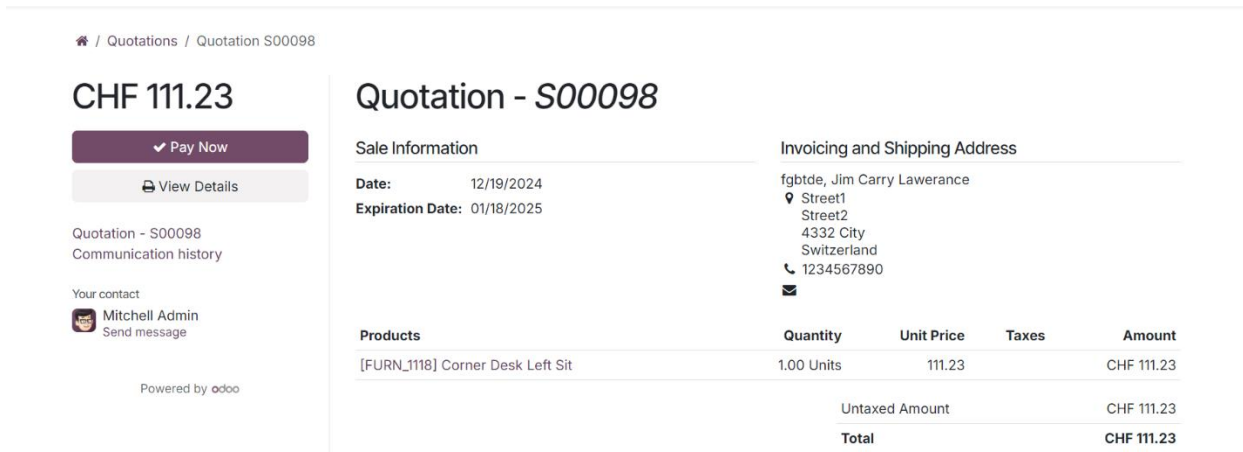 / Quotations / Quotation S00098
CHF 111.23
Pay Now
View Details
Quotation - S00098
Communication history
Your contact
Mitchell Admin
Send message
Powered by odoo
Quotation - S00098
Sale Information
Date: 12/19/2024
Expiration Date: 01/18/2025
Invoicing and Shipping Address
fgbtde, Jim Carry Lawerance
Street1
Street2
4332 City
Switzerland
1234567890
Products Quantity Unit Price Taxes Amount
[FURN_1118] Corner Desk Left Sit 1.00 Units 111.23 CHF 111.23
Untaxed Amount CHF 111.23
Total CHF 111.23